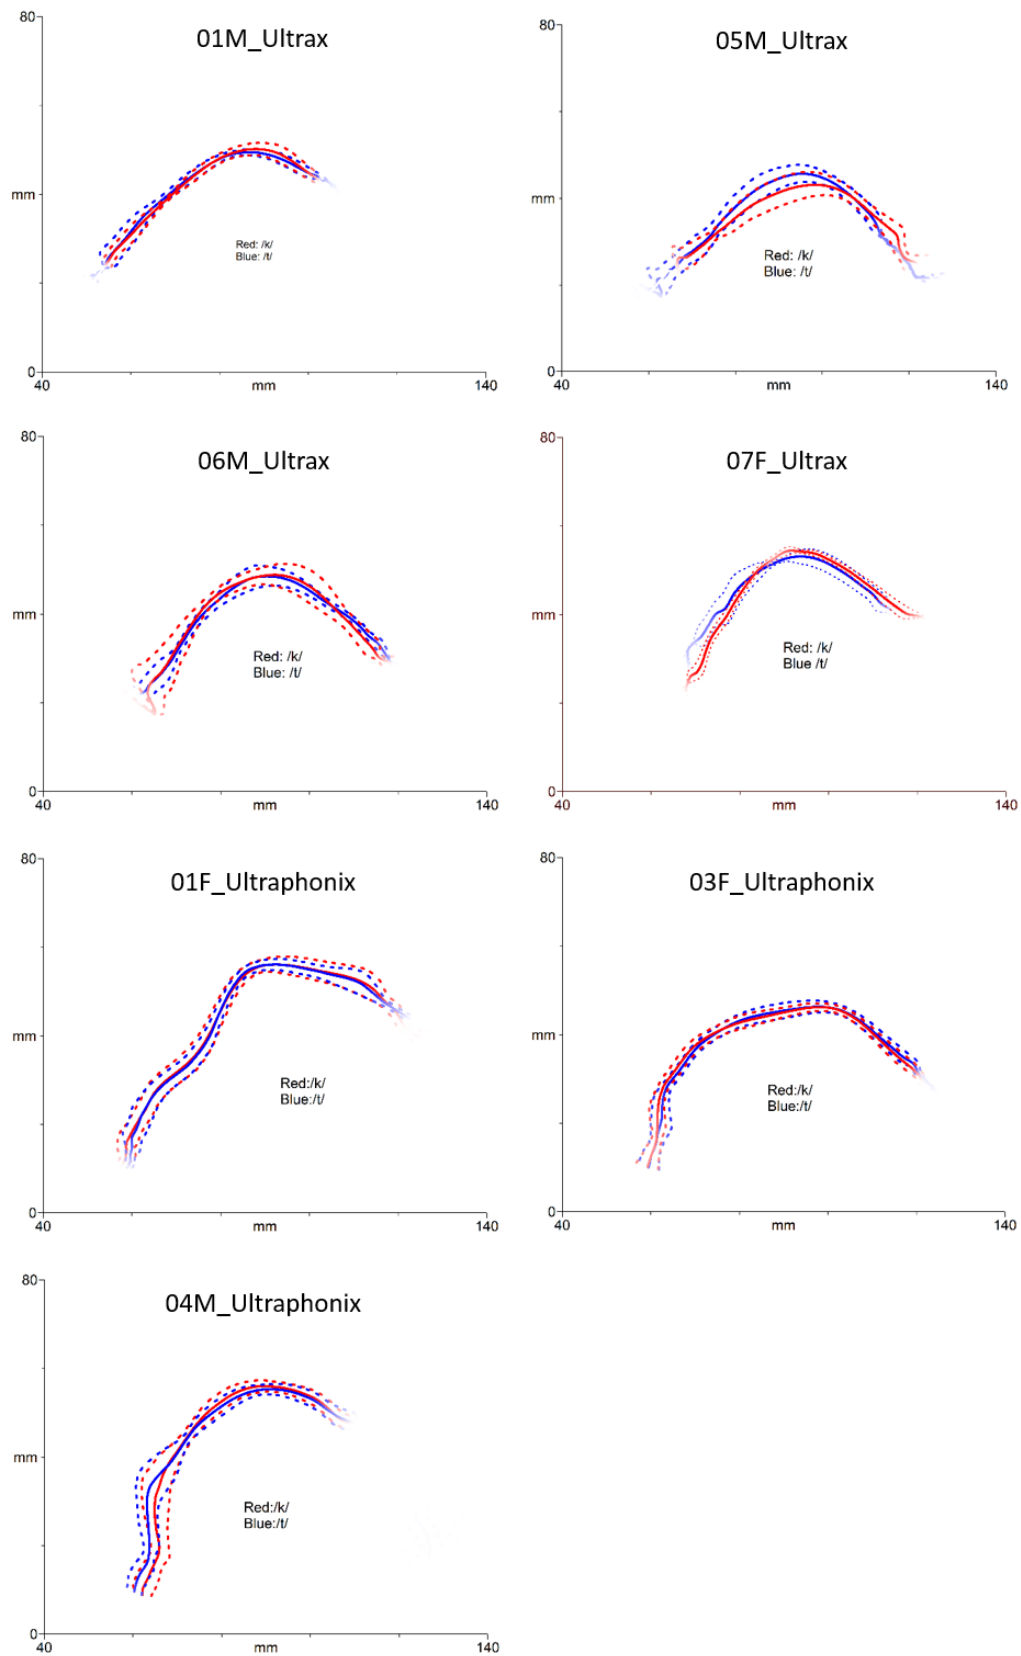 80
01M_Ultrax
mm
Red: /k/
Blue: /t/
0
40
mm
140
80
05M_Ultrax
mm
Red: /k/
Blue: /t/
0
40
mm
140
80
06M_Ultrax
mm
Red: /k/
Blue: /t/
0
40
mm
140
80
07F_Ultrax
mm
Red: /k/
Blue /t/
0
40
mm
140
80
01F_Ultraphonix
mm
Red:/k/
Blue:/t/
0
40
mm
140
80
03F_Ultraphonix
mm
Red:/k/
Blue:/t/
0
40
mm
140
80
04M_Ultraphonix
mm
Red:/k/
Blue:/t/
0
40
mm
140